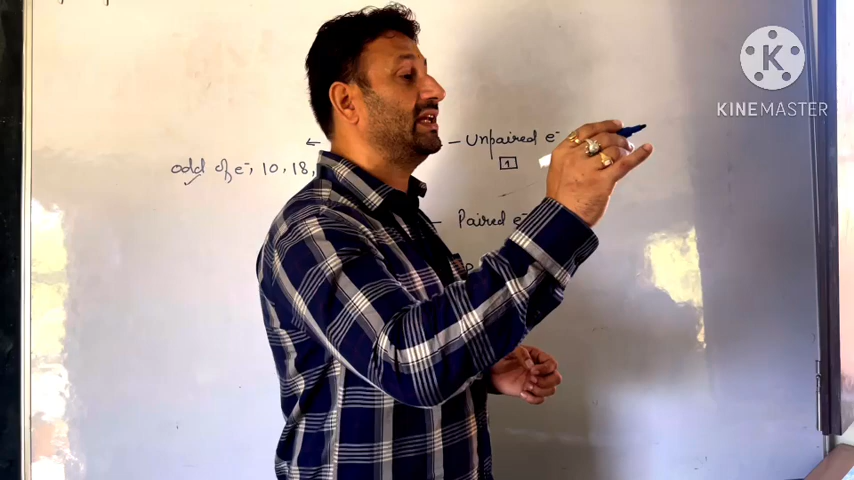 KINEMASTER
← — Unpaired e⁻
odd of e⁻, 10, 18,
1
— Paired e⁻